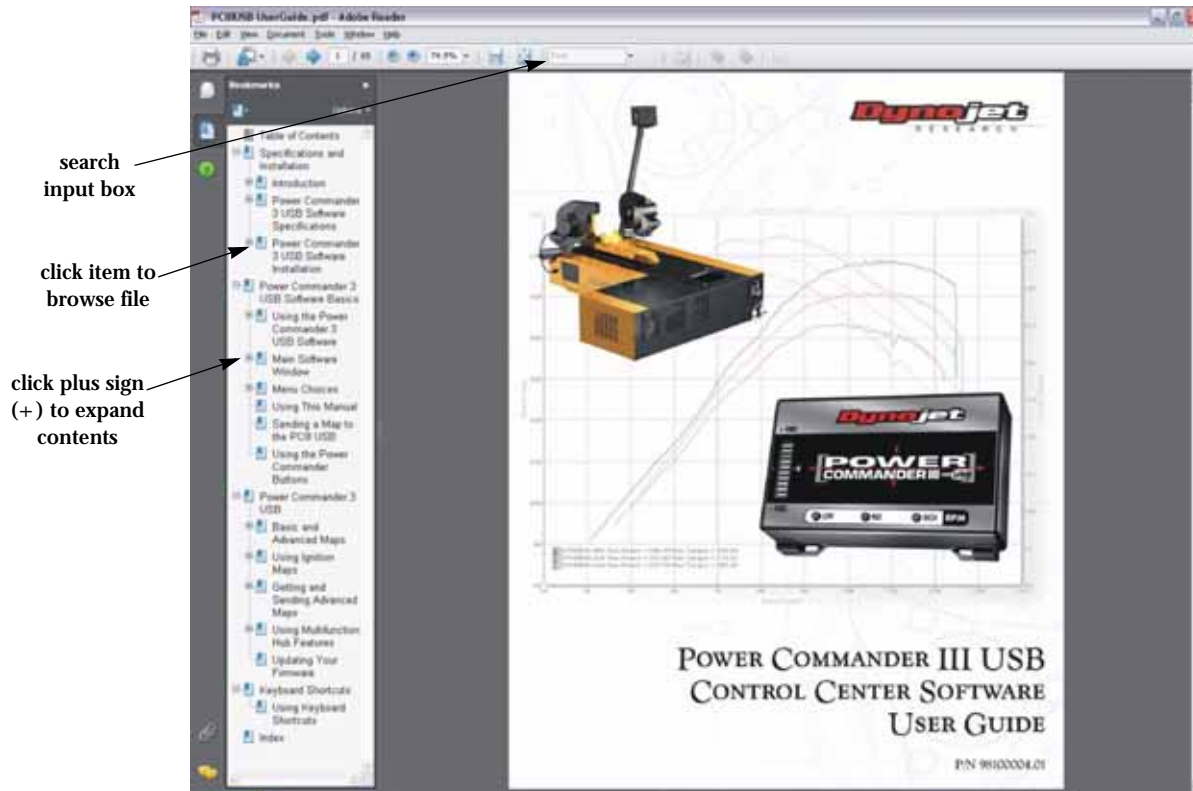 PCIIIUSB UserGuide.pdf - Adobe Reader
File Edit View Document Tools Window Help
1
74.9%
Find
Bookmarks
Table of Contents
Specifications and
Installation
Introduction
Power Commander
3 USB Software
Specifications
Power Commander
3 USB Software
Installation
Power Commander 3
USB Software Basics
Using the Power
Commander 3
USB Software
Main Software
Window
Menu Choices
Using This Manual
Sending a Map to
the PCIII USB
Using the Power
Commander
Buttons
Power Commander 3
USB
Basic and
Advanced Maps
Using Ignition
Maps
Getting and
Sending Advanced
Maps
Using Multifunction
Hub Features
Updating Your
Firmware
Keyboard Shortcuts
Using Keyboard
Shortcuts
Index
search
input box
click item to
browse file
click plus sign
(+) to expand
contents
Dynojet
RESEARCH
Dynojet
POWER
COMMANDER III
RPM
POWER COMMANDER III USB
CONTROL CENTER SOFTWARE
USER GUIDE
P/N 98100004.01